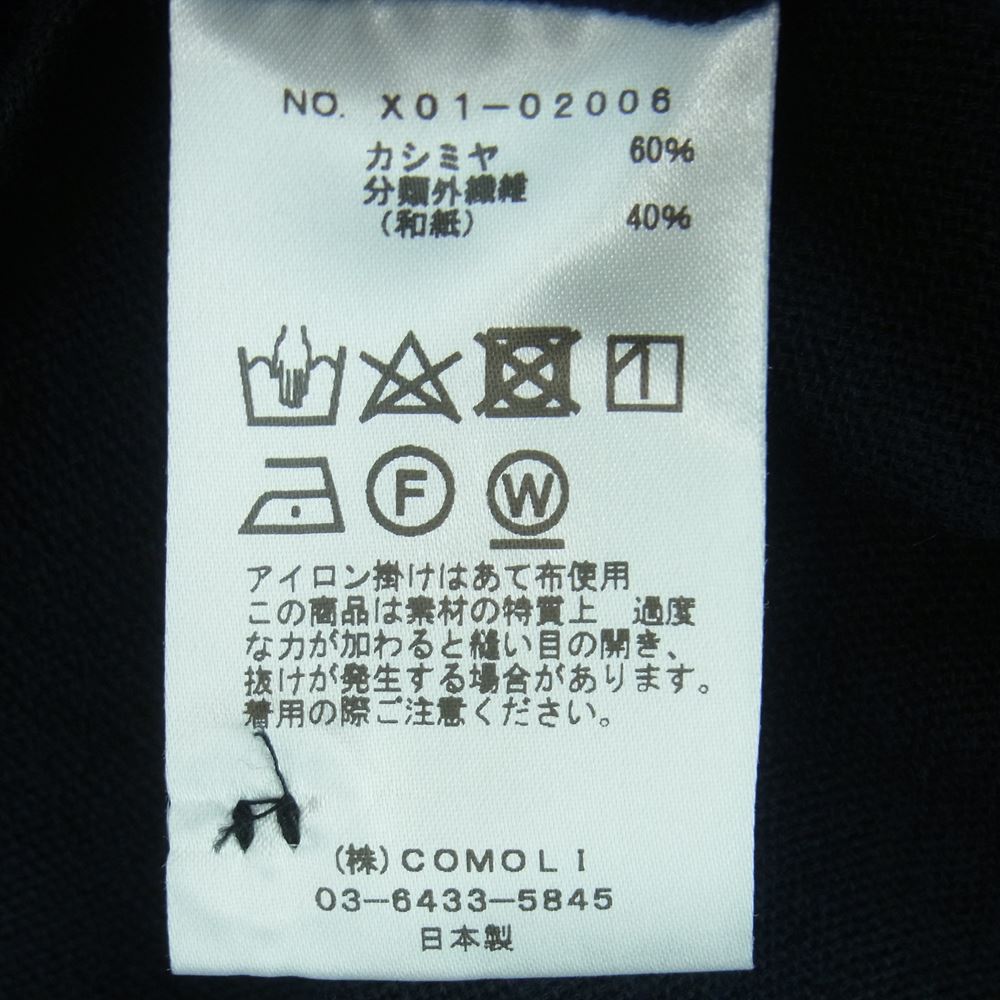 NO. X01-02006
カシミヤ 60%
分類外繊維
(和紙) 40%
F W
アイロン掛けはあて布使用
この商品は素材の特質上 過度
な力が加わると縫い目の開き、
抜けが発生する場合があります。
着用の際ご注意ください。
(株)COMOLI
03-6433-5845
日本製